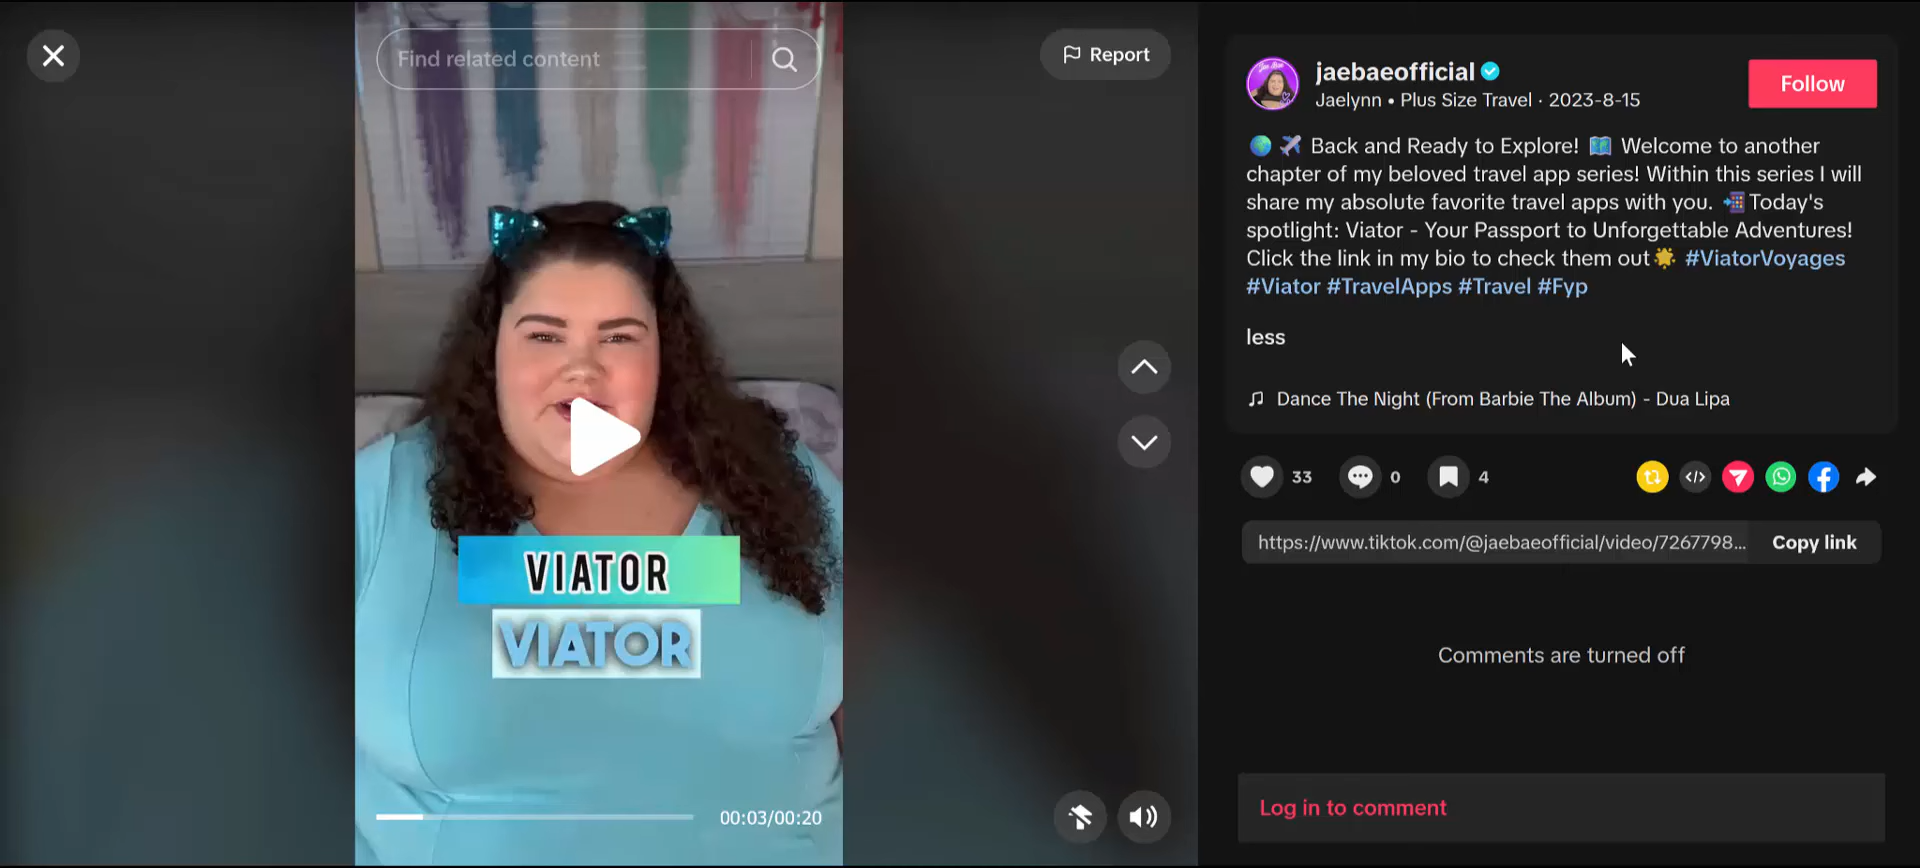 Find related content
Report
VIATOR
VIATOR
00:03/00:20
jaebaeofficial
Follow
Jaelynn • Plus Size Travel · 2023-8-15
🌍 ✈️ Back and Ready to Explore! 🗺️ Welcome to another
chapter of my beloved travel app series! Within this series I will
share my absolute favorite travel apps with you. 📲Today's
spotlight: Viator - Your Passport to Unforgettable Adventures!
Click the link in my bio to check them out🌟 #ViatorVoyages
#Viator #TravelApps #Travel #Fyp
less
Dance The Night (From Barbie The Album) - Dua Lipa
33
0
4
https://www.tiktok.com/@jaebaeofficial/video/7267798...
Copy link
Comments are turned off
Log in to comment